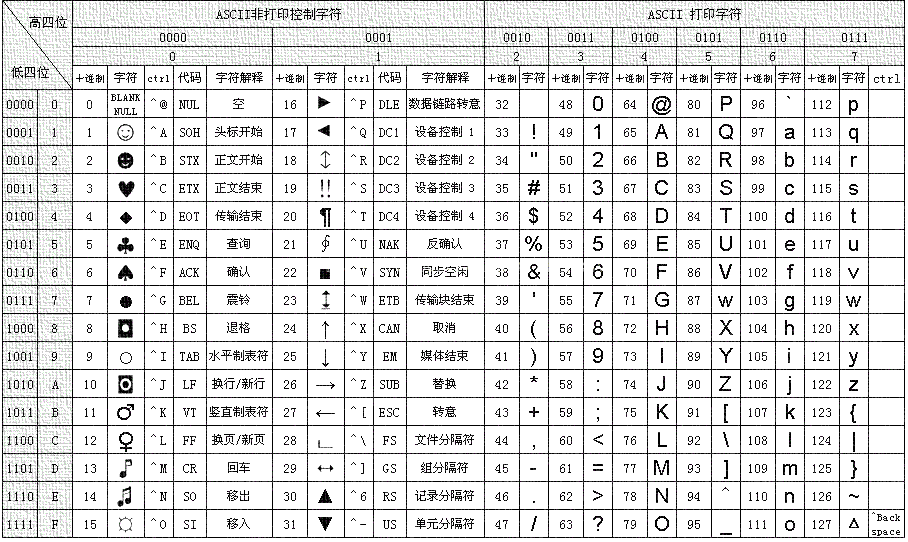 高四位 ASCII非打印控制字符 ASCII 打印字符
0000 0001 0010 0011 0100 0101 0110 0111
低四位 0 1 2 3 4 5 6 7
十进制 字符 ctrl 代码 字符解释 十进制 字符 ctrl 代码 字符解释 十进制 字符 十进制 字符 十进制 字符 十进制 字符 十进制 字符 十进制 字符 ctrl
0000 0 0 BLANK NULL ^@ NUL 空 16 ► ^P DLE 数据链路转意 32 48 0 64 @ 80 P 96 ` 112 p
0001 1 1 ☺ ^A SOH 头标开始 17 ◄ ^Q DC1 设备控制 1 33 ! 49 1 65 A 81 Q 97 a 113 q
0010 2 2 ☻ ^B STX 正文开始 18 ↕ ^R DC2 设备控制 2 34 " 50 2 66 B 82 R 98 b 114 r
0011 3 3 ♥ ^C ETX 正文结束 19 !! ^S DC3 设备控制 3 35 # 51 3 67 C 83 S 99 c 115 s
0100 4 4 ♦ ^D EOT 传输结束 20 ¶ ^T DC4 设备控制 4 36 $ 52 4 68 D 84 T 100 d 116 t
0101 5 5 ♣ ^E ENQ 查询 21 ∮ ^U NAK 反确认 37 % 53 5 69 E 85 U 101 e 117 u
0110 6 6 ♠ ^F ACK 确认 22 ■ ^V SYN 同步空闲 38 & 54 6 70 F 86 V 102 f 118 v
0111 7 7 ● ^G BEL 震铃 23 ↨ ^W ETB 传输块结束 39 ' 55 7 71 G 87 w 103 g 119 w
1000 8 8 ◘ ^H BS 退格 24 ↑ ^X CAN 取消 40 ( 56 8 72 H 88 X 104 h 120 x
1001 9 9 ○ ^I TAB 水平制表符 25 ↓ ^Y EM 媒体结束 41 ) 57 9 73 I 89 Y 105 i 121 y
1010 A 10 ◙ ^J LF 换行/新行 26 → ^Z SUB 替换 42 * 58 : 74 J 90 Z 106 j 122 z
1011 B 11 ♂ ^K VT 竖直制表符 27 ← ^[ ESC 转意 43 + 59 ; 75 K 91 [ 107 k 123 {
1100 C 12 ♀ ^L FF 换页/新页 28 ∟ ^\ FS 文件分隔符 44 , 60 < 76 L 92 \ 108 l 124 |
1101 D 13 ♪ ^M CR 回车 29 ↔ ^] GS 组分隔符 45 - 61 = 77 M 93 ] 109 m 125 }
1110 E 14 ♫ ^N SO 移出 30 ▲ ^6 RS 记录分隔符 46 . 62 > 78 N 94 ^ 110 n 126 ~
1111 F 15 ☼ ^O SI 移入 31 ▼ ^- US 单元分隔符 47 / 63 ? 79 O 95 _ 111 o 127 Δ ^Back space